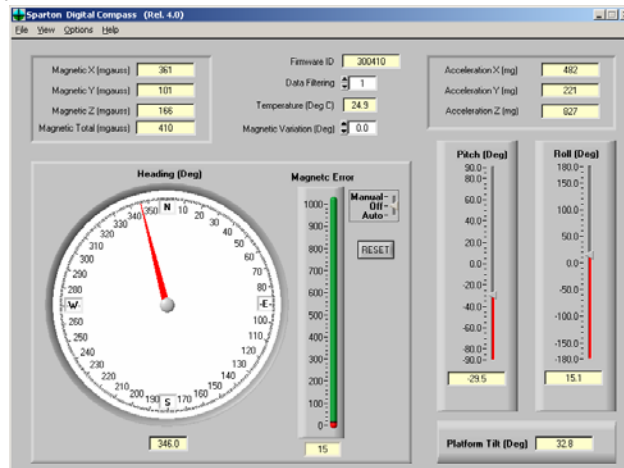 Sparton Digital Compass (Rel. 4.0)
File View Options Help
Magnetic X (mgauss) 361
Magnetic Y (mgauss) 101
Magnetic Z (mgauss) 166
Magnetic Total (mgauss) 410
Firmware ID 300410
Data Filtering 1
Temperature (Deg C) 24.9
Magnetic Variation (Deg) 0.0
Acceleration X (mg) 482
Acceleration Y (mg) 221
Acceleration Z (mg) 827
Heading (Deg)
N 10 20 30 40 50 60 70 80 -E- 100 110 120 130 140 150 160 170 S 190 200 210 220 230 240 250 260 -W- 280 290 300 310 320 330 340 350
346.0
Magnetc Error
1000-
900-
800-
700-
600-
500-
400-
300-
200-
100-
0-
15
Manual-
Off-
Auto-
RESET
Pitch (Deg)
90.0-
80.0-
60.0-
40.0-
20.0-
0.0-
-20.0-
-40.0-
-60.0-
-80.0-
-90.0-
-29.5
Roll (Deg)
180.0-
150.0-
100.0-
50.0-
0.0-
-50.0-
-100.0-
-150.0-
-180.0-
15.1
Platform Tilt (Deg) 32.8